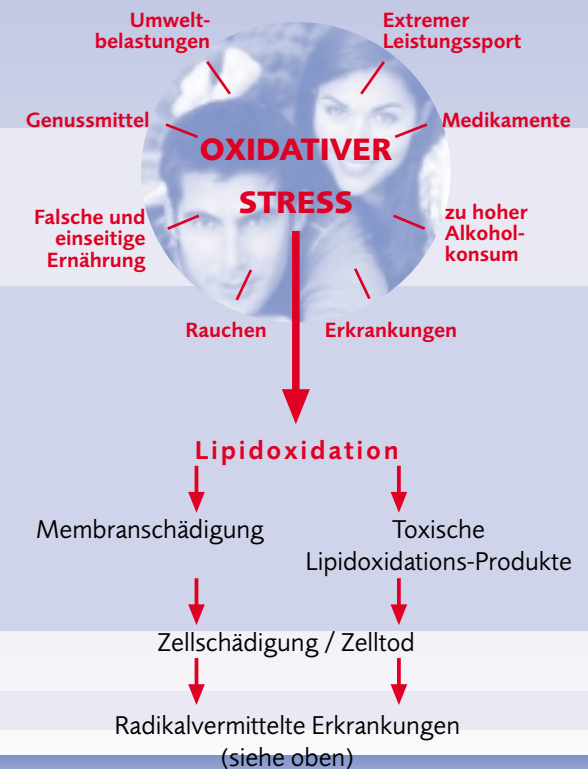 Umwelt-
belastungen
Extremer
Leistungssport
Genussmittel
Medikamente
OXIDATIVER
STRESS
Falsche und
einseitige
Ernährung
zu hoher
Alkohol-
konsum
Rauchen
Erkrankungen
Lipidoxidation
Membranschädigung
Toxische
Lipidoxidations-Produkte
Zellschädigung / Zelltod
Radikalvermittelte Erkrankungen
(siehe oben)